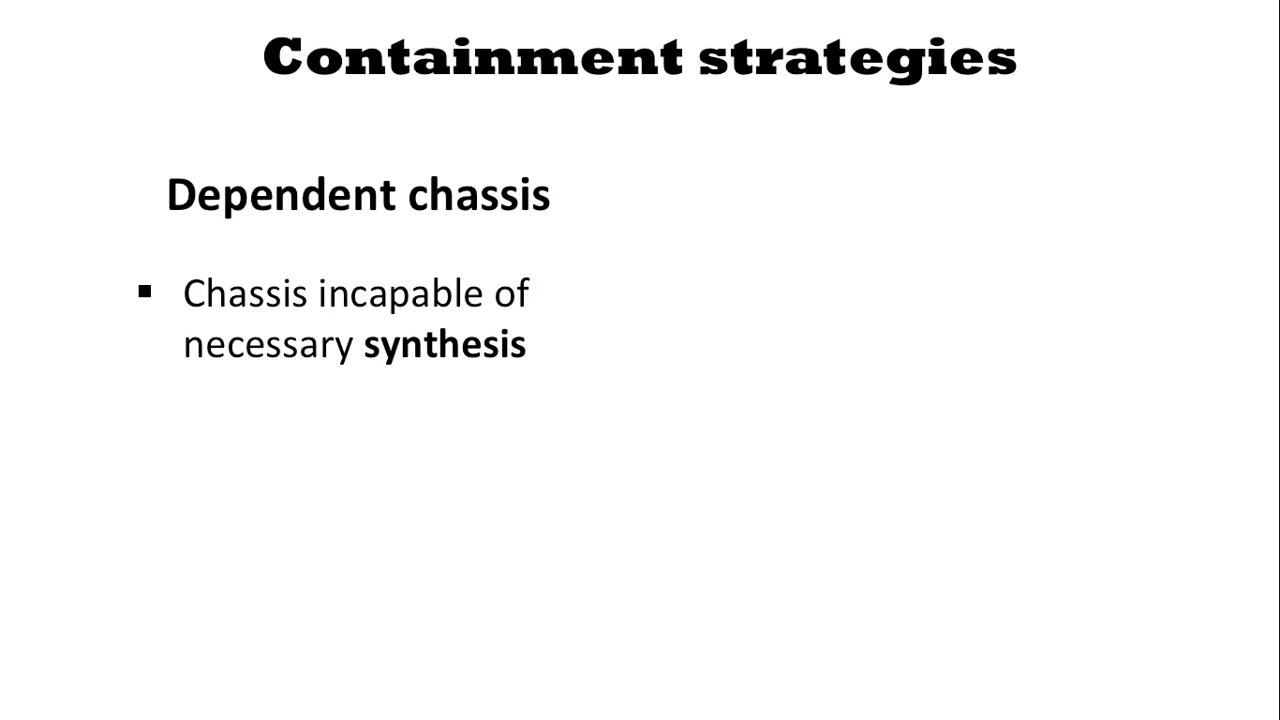 Containment strategies
Dependent chassis
▪ Chassis incapable of
necessary synthesis